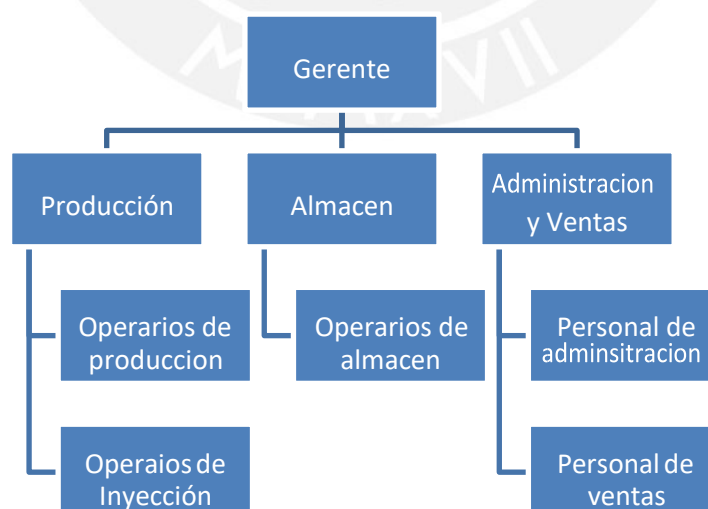 Gerente
Producción
Almacen
Administracion
y Ventas
Operarios de
produccion
Operarios de
almacen
Personal de
adminsitracion
Operaios de
Inyección
Personal de
ventas